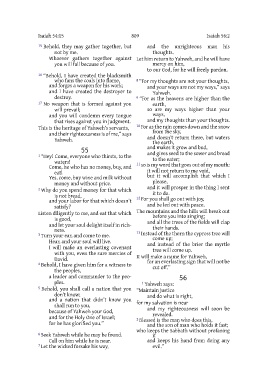 Isaiah 54:15
809
Isaiah 56:2
15 Behold, they may gather together, but
not by me.
Whoever gathers together against
you will fall because of you.
16 "Behold, I have created the blacksmith
who fans the coals into flame,
and forges a weapon for his work;
and I have created the destroyer to
destroy.
17 No weapon that is formed against you
will prevail;
and you will condemn every tongue
that rises against you in judgment.
This is the heritage of Yahweh's servants,
and their righteousness is of me," says
Yahweh.
55
1 "Hey! Come, everyone who thirsts, to the
waters!
Come, he who has no money, buy, and
eat!
Yes, come, buy wine and milk without
money and without price.
2 Why do you spend money for that which
is not bread,
and your labor for that which doesn't
satisfy?
Listen diligently to me, and eat that which
is good,
and let your soul delight itself in richness.
3 Turn your ear, and come to me.
Hear, and your soul will live.
I will make an everlasting covenant
with you, even the sure mercies of
David.
4 Behold, I have given him for a witness to
the peoples,
a leader and commander to the peoples.
5 Behold, you shall call a nation that you
don't know;
and a nation that didn't know you
shall run to you,
because of Yahweh your God,
and for the Holy One of Israel;
for he has glorified you."
6 Seek Yahweh while he may be found.
Call on him while he is near.
7 Let the wicked forsake his way,
and the unrighteous man his
thoughts.
Let him return to Yahweh, and he will have
mercy on him,
to our God, for he will freely pardon.
8 "For my thoughts are not your thoughts,
and your ways are not my ways," says
Yahweh.
9 "For as the heavens are higher than the
earth,
so are my ways higher than your
ways,
and my thoughts than your thoughts.
10 For as the rain comes down and the snow
from the sky,
and doesn't return there, but waters
the earth,
and makes it grow and bud,
and gives seed to the sower and bread
to the eater;
11 so is my word that goes out of my mouth:
it will not return to me void,
but it will accomplish that which I
please,
and it will prosper in the thing I sent
it to do.
12 For you shall go out with joy,
and be led out with peace.
The mountains and the hills will break out
before you into singing;
and all the trees of the fields will clap
their hands.
13 Instead of the thorn the cypress tree will
come up;
and instead of the brier the myrtle
tree will come up.
It will make a name for Yahweh,
for an everlasting sign that will not be
cut off."
56
1 Yahweh says:
"Maintain justice
and do what is right,
for my salvation is near
and my righteousness will soon be
revealed.
2 Blessed is the man who does this,
and the son of man who holds it fast;
who keeps the Sabbath without profaning
it
and keeps his hand from doing any
evil."